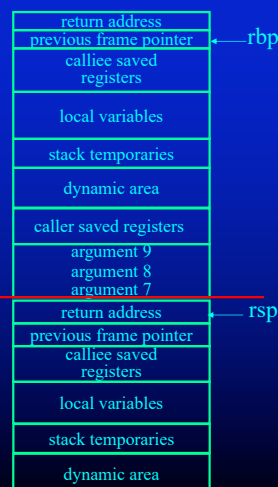 return address
previous frame pointer
rbp
calliee saved
registers
local variables
stack temporaries
dynamic area
caller saved registers
argument 9
argument 8
argument 7
return address
rsp
previous frame pointer
calliee saved
registers
local variables
stack temporaries
dynamic area